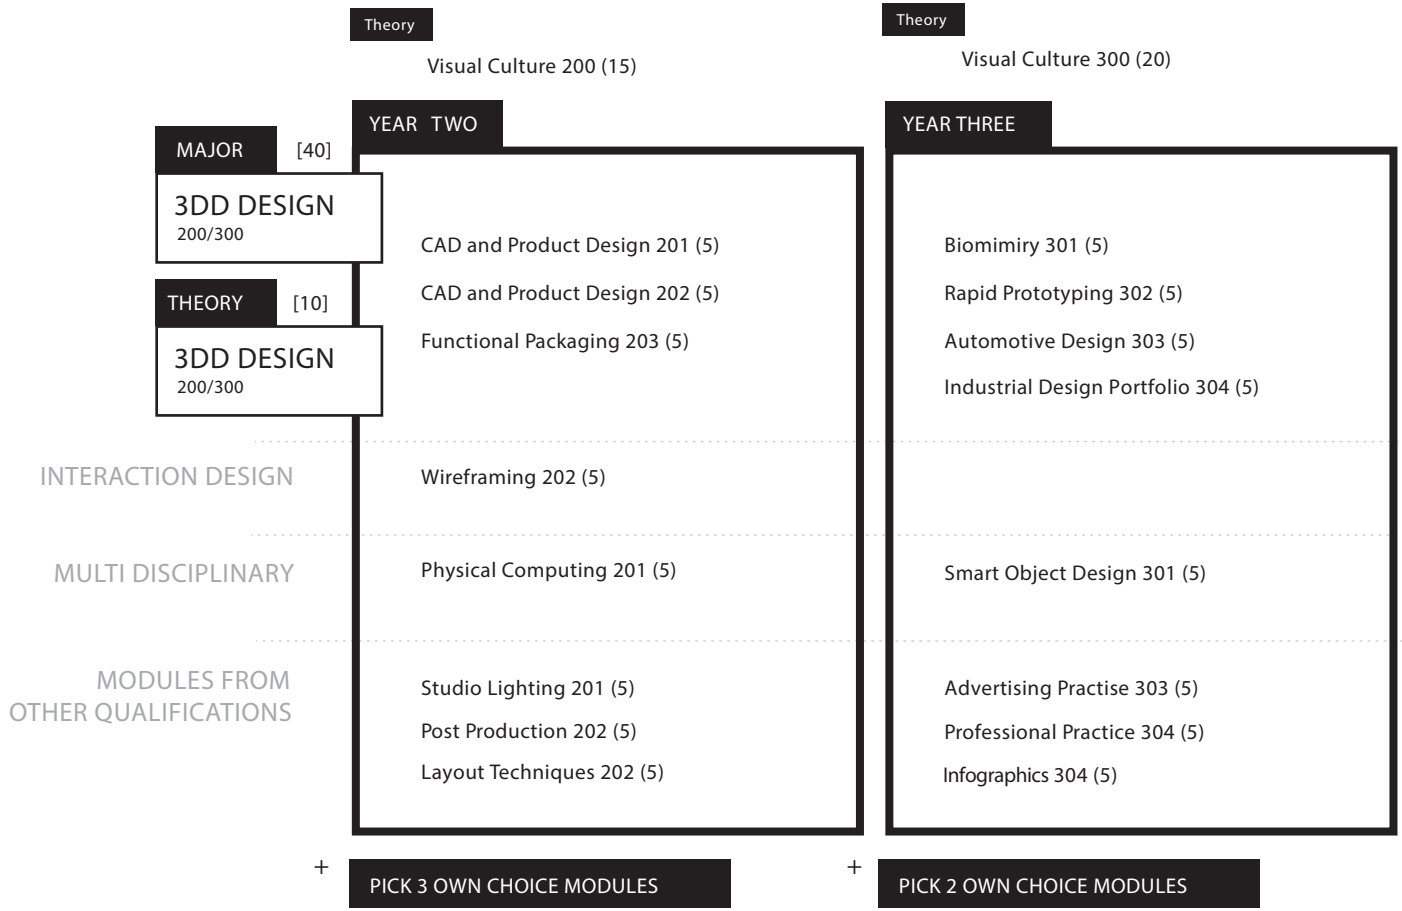 Theory
Visual Culture 200 (15)
Theory
Visual Culture 300 (20)
MAJOR [40]
3DD DESIGN
200/300
THEORY [10]
3DD DESIGN
200/300
YEAR TWO
CAD and Product Design 201 (5)
CAD and Product Design 202 (5)
Functional Packaging 203 (5)
YEAR THREE
Biomimiry 301 (5)
Rapid Prototyping 302 (5)
Automotive Design 303 (5)
Industrial Design Portfolio 304 (5)
INTERACTION DESIGN
Wireframing 202 (5)
MULTI DISCIPLINARY
Physical Computing 201 (5)
Smart Object Design 301 (5)
MODULES FROM
OTHER QUALIFICATIONS
Studio Lighting 201 (5)
Post Production 202 (5)
Layout Techniques 202 (5)
Advertising Practise 303 (5)
Professional Practice 304 (5)
Infographics 304 (5)
+ PICK 3 OWN CHOICE MODULES
+ PICK 2 OWN CHOICE MODULES